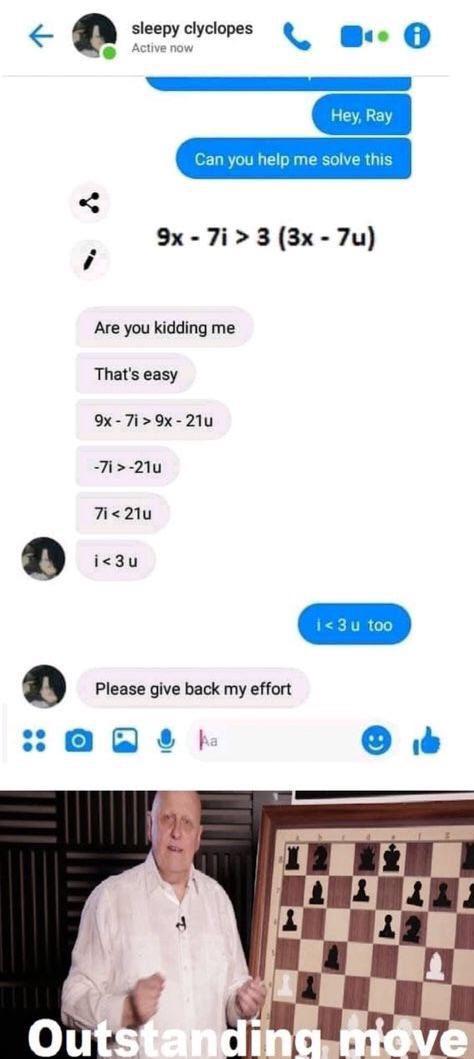 sleepy clyclopes
Active now
Hey, Ray
Can you help me solve this
9x - 7i > 3 (3x - 7u)
Are you kidding me
That's easy
9x - 7i > 9x - 21u
-7i > -21u
7i < 21u
i < 3 u
i < 3 u too
Please give back my effort
Aa
Outstanding move